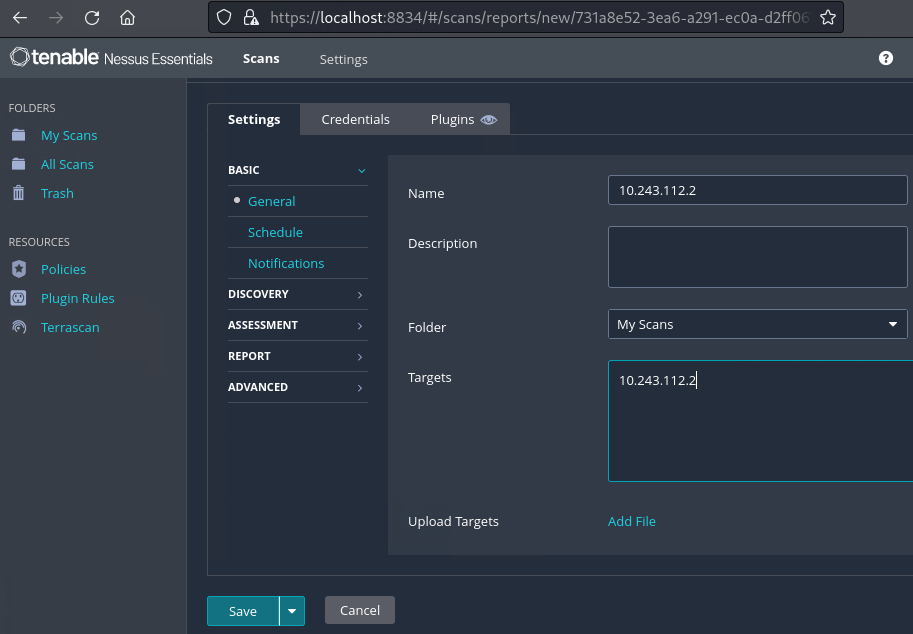 https://localhost:8834/#/scans/reports/new/731a8e52-3ea6-a291-ec0a-d2ff06
tenable Nessus Essentials
Scans
Settings
?
FOLDERS
My Scans
All Scans
Trash
RESOURCES
Policies
Plugin Rules
Terrascan
Settings
Credentials
Plugins
BASIC
General
Schedule
Notifications
DISCOVERY
ASSESSMENT
REPORT
ADVANCED
Name
10.243.112.2
Description
Folder
My Scans
Targets
10.243.112.2
Upload Targets
Add File
Save
Cancel